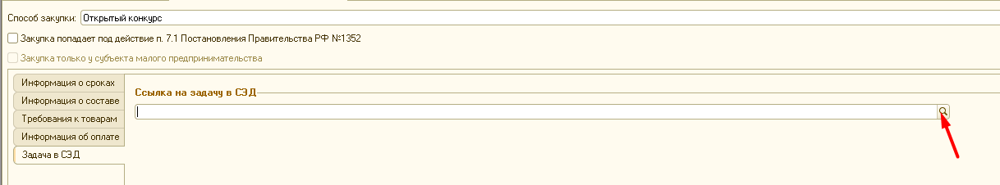 Способ закупки: Открытый конкурс
Закупка попадает под действие п. 7.1 Постановления Правительства РФ №1352
Закупка только у субъекта малого предпринимательства
Информация о сроках
Информация о составе
Требования к товарам
Информация об оплате
Задача в СЭД
Ссылка на задачу в СЭД